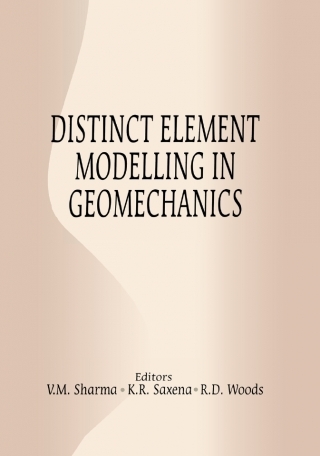 DISTINCT ELEMENT
MODELLING IN
GEOMECHANICS
Editors
V.M. Sharma • K.R. Saxena • R.D. Woods